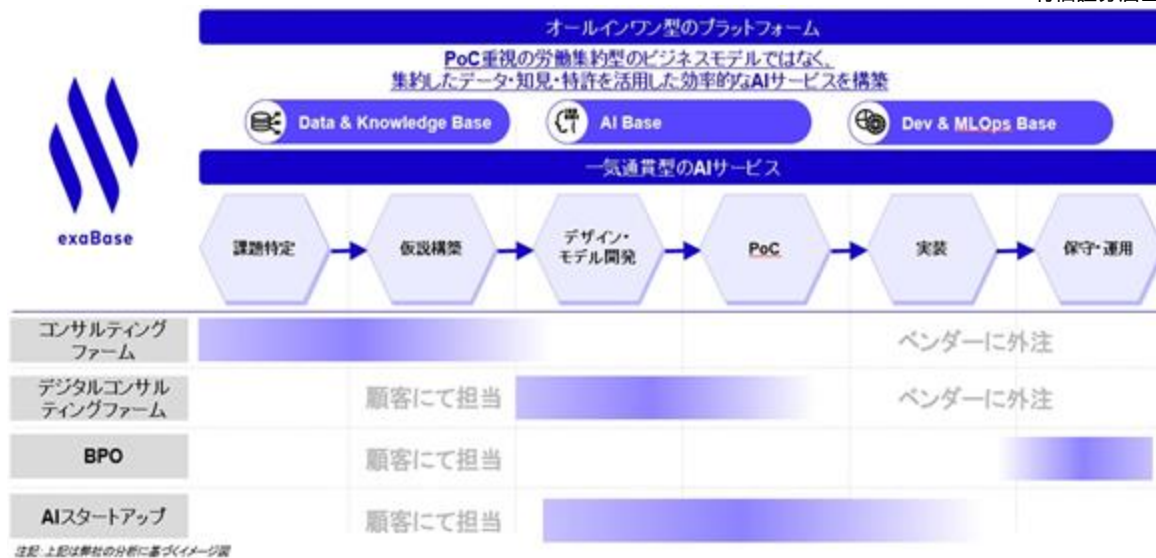 オールインワン型のプラットフォーム
PoC重視の労働集約型のビジネスモデルではなく、
集約したデータ・知見・特許を活用した効率的なAIサービスを構築
Data & Knowledge Base
AI Base
Dev & MLOps Base
一気通貫型のAIサービス
exaBase
課題特定
仮説構築
デザイン・
モデル開発
PoC
実装
保守・運用
コンサルティング
ファーム
ベンダーに外注
デジタルコンサル
ティングファーム
顧客にて担当
ベンダーに外注
BPO
顧客にて担当
AIスタートアップ
顧客にて担当
注記:上記は弊社の分析に基づくイメージ図